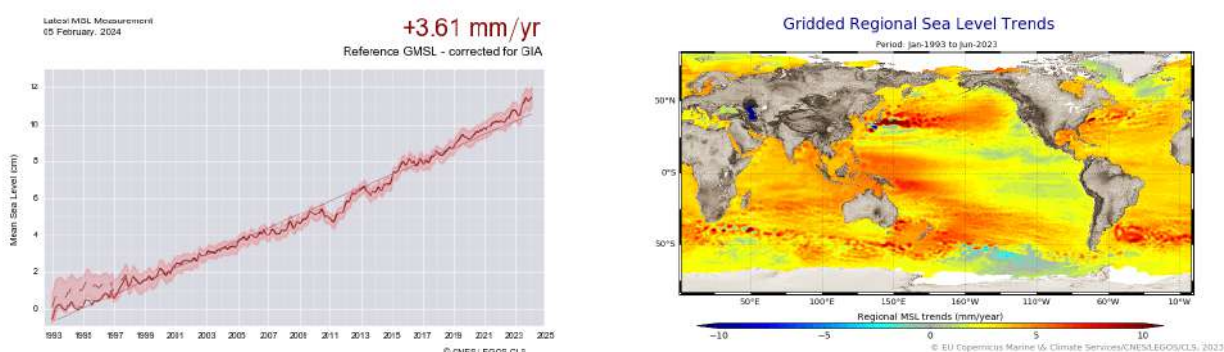 Latest MSL Measurement
05 February, 2024
+3.61 mm/yr
Reference GMSL - corrected for GIA
Mean Sea Level (cm)
12
10
8
6
4
2
0
1993 1995 1997 1999 2001 2003 2005 2007 2009 2011 2013 2015 2017 2019 2021 2023 2025
© CNES/LEGOS/CLS
Gridded Regional Sea Level Trends
Period: Jan-1993 to Jun-2023
50°N
0°S
50°S
50°E 100°E 150°E 160°W 110°W 60°W 10°W
Regional MSL trends (mm/year)
−10 −5 0 5 10
© EU Copernicus Marine & Climate Services/CNES/LEGOS/CLS, 2023